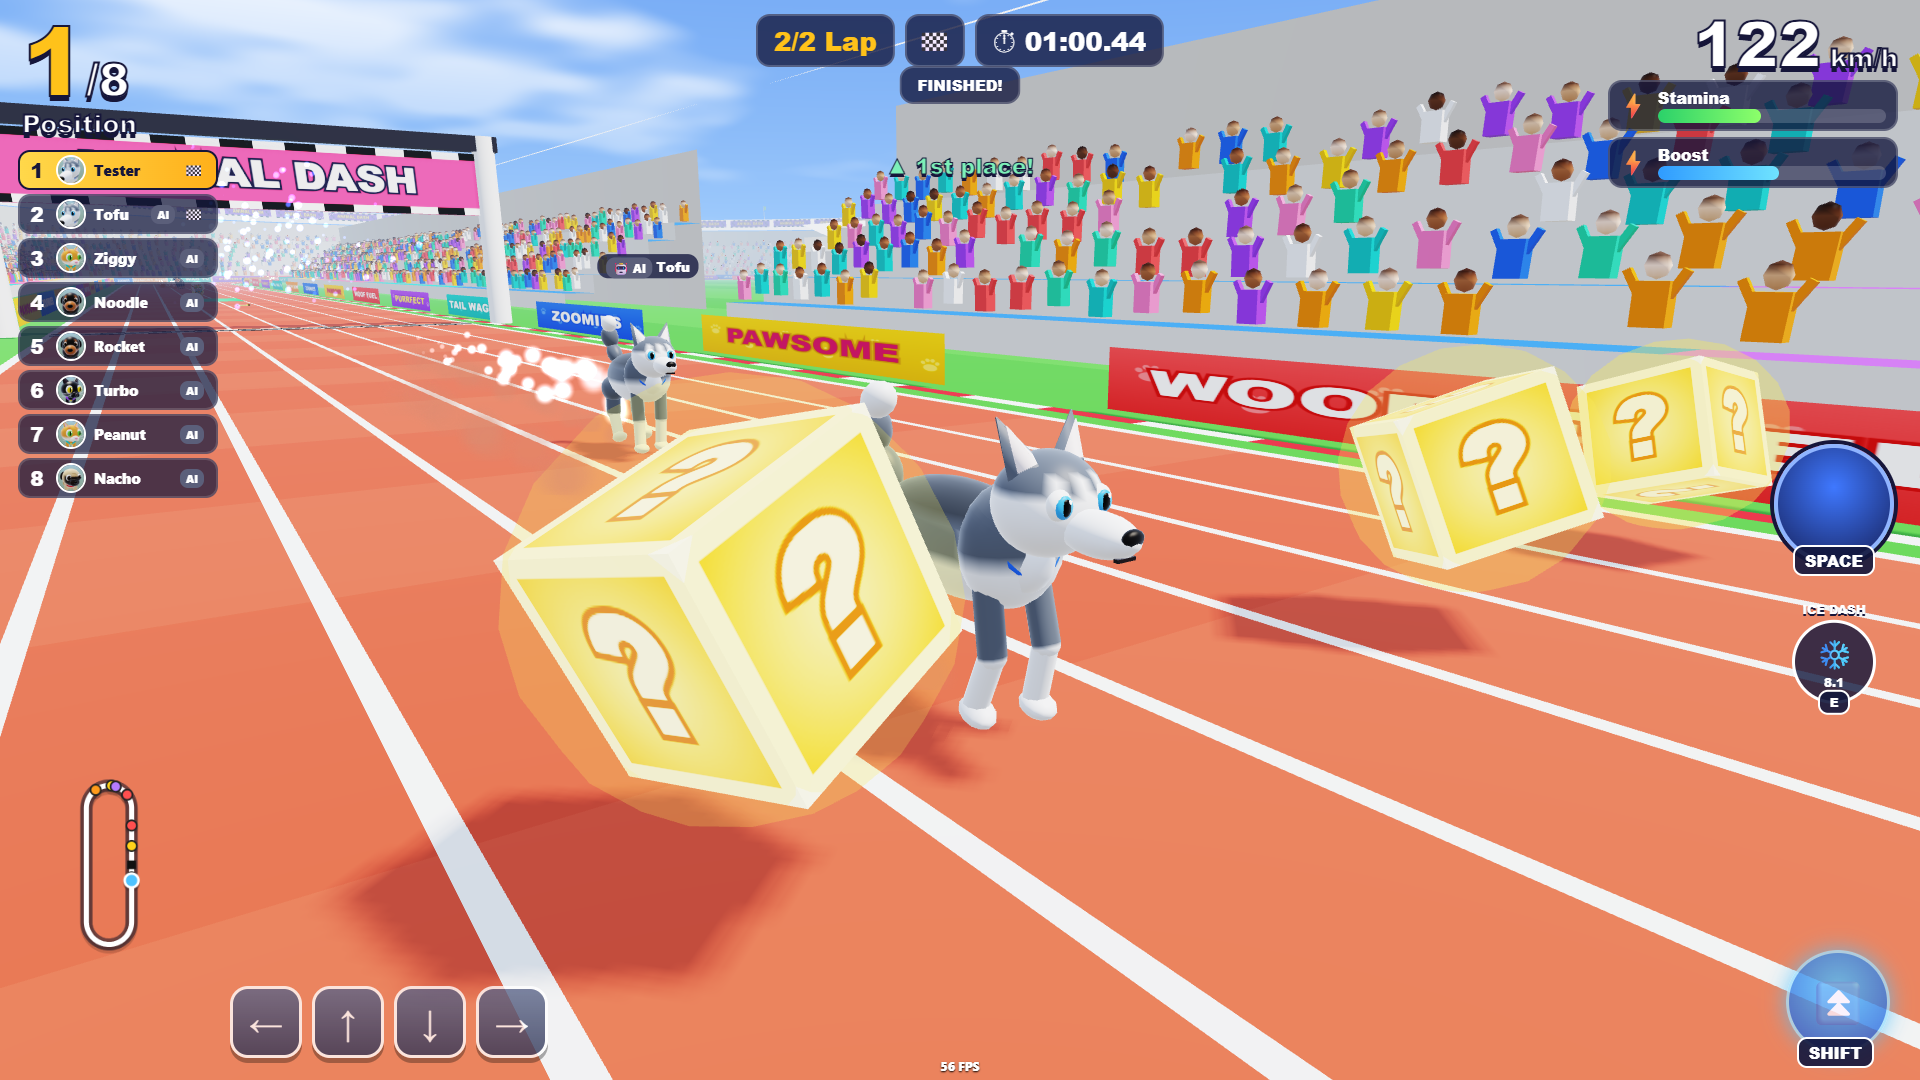 1/8
Position
2/2 Lap
01:00.44
FINISHED!
122 km/h
Stamina
Boost
1st place!
AL DASH
1 Tester
2 Tofu AI
3 Ziggy AI
4 Noodle AI
5 Rocket AI
6 Turbo AI
7 Peanut AI
8 Nacho AI
AI Tofu
WOOF FUEL
PURRFECT
TAIL WAG
ZOOMIES
PAWSOME
WOO
? ? ?
? ?
? ?
? ?
SPACE
ICE DASH
8.1
E
← ↑ ↓ →
SHIFT
56 FPS